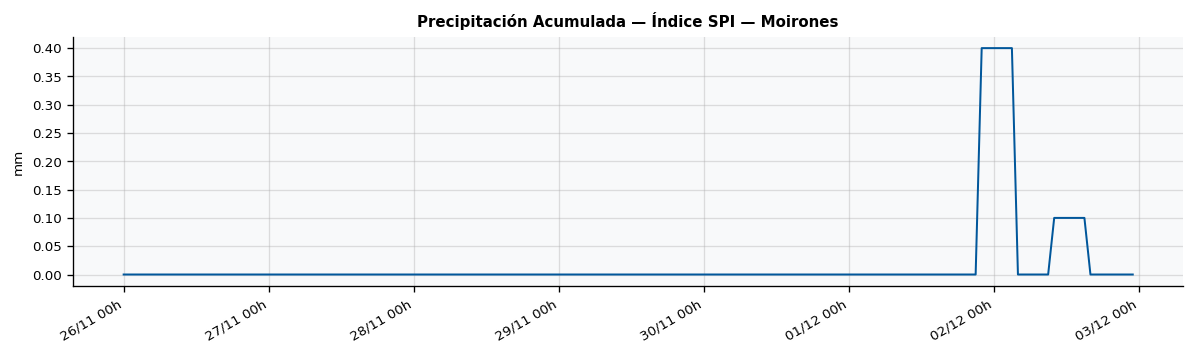 Precipitación Acumulada — Índice SPI — Moirones
mm
0.40
0.35
0.30
0.25
0.20
0.15
0.10
0.05
0.00
26/11 00h
27/11 00h
28/11 00h
29/11 00h
30/11 00h
01/12 00h
02/12 00h
03/12 00h